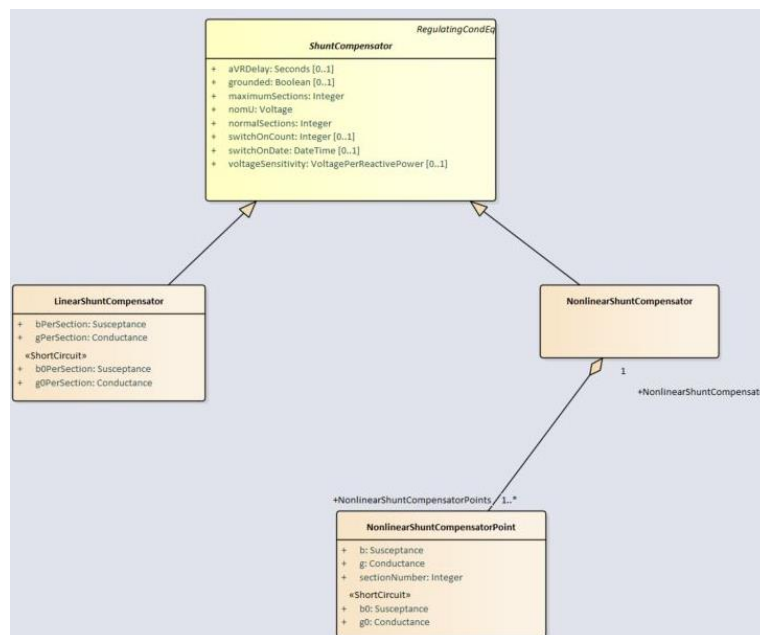 RegulatingCondEq
ShuntCompensator
+ aVRDelay: Seconds [0..1]
+ grounded: Boolean [0..1]
+ maximumSections: Integer
+ nomU: Voltage
+ normalSections: Integer
+ switchOnCount: Integer [0..1]
+ switchOnDate: DateTime [0..1]
+ voltageSensitivity: VoltagePerReactivePower [0..1]
LinearShuntCompensator
+ bPerSection: Susceptance
+ gPerSection: Conductance
«ShortCircuit»
+ b0PerSection: Susceptance
+ g0PerSection: Conductance
NonlinearShuntCompensator
1
+NonlinearShuntCompensat
+NonlinearShuntCompensatorPoints 1..*
NonlinearShuntCompensatorPoint
+ b: Susceptance
+ g: Conductance
+ sectionNumber: Integer
«ShortCircuit»
+ b0: Susceptance
+ g0: Conductance